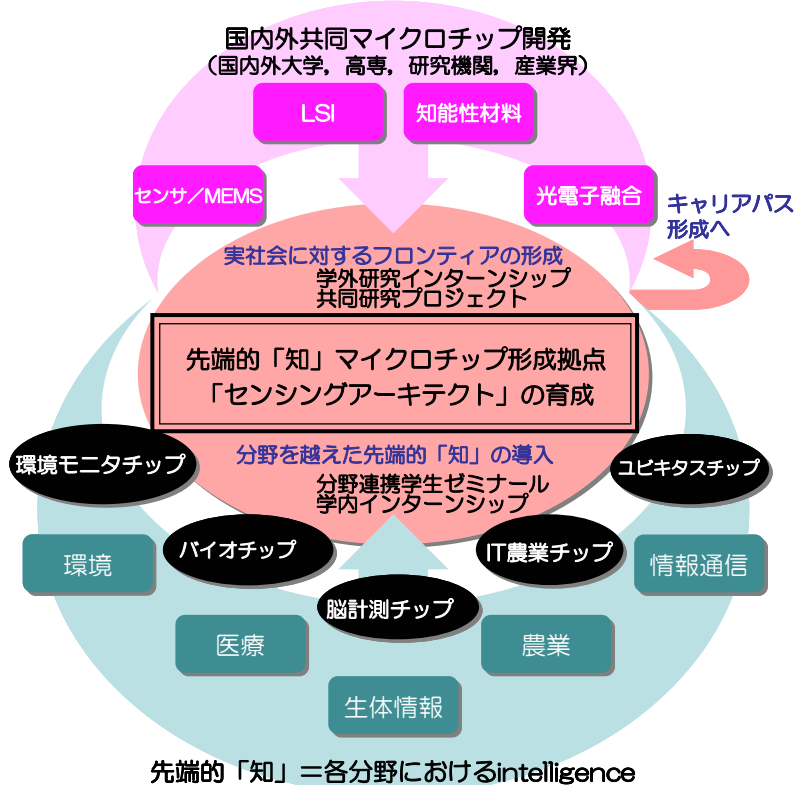 国内外共同マイクロチップ開発
(国内外大学，高専，研究機関，産業界)
LSI
知能性材料
センサ／MEMS
光電子融合
キャリアパス
形成へ
実社会に対するフロンティアの形成
学外研究インターンシップ
共同研究プロジェクト
先端的「知」マイクロチップ形成拠点
「センシングアーキテクト」の育成
分野を越えた先端的「知」の導入
分野連携学生ゼミナール
学内インターンシップ
環境モニタチップ
ユビキタスチップ
バイオチップ
IT農業チップ
環境
情報通信
脳計測チップ
医療
農業
生体情報
先端的「知」＝各分野におけるintelligence